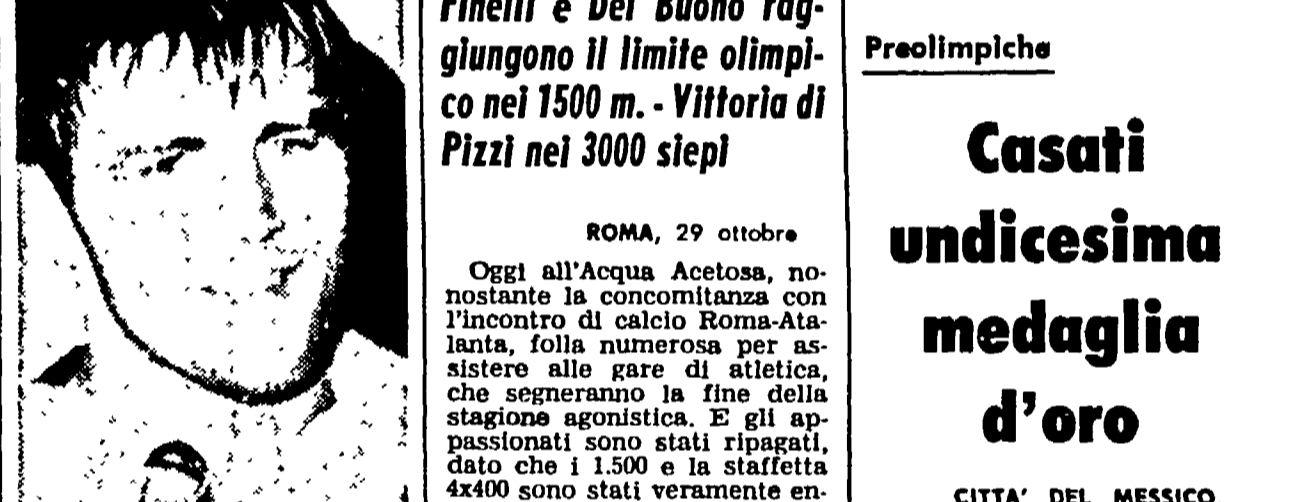 Finelli e Del Buono rag-
giungono il limite olimpi-
co nei 1500 m. - Vittoria di
Pizzi nei 3000 siepi
ROMA, 29 ottobre
Oggi all'Acqua Acetosa, no-
nostante la concomitanza con
l'incontro di calcio Roma-Ata-
lanta, folla numerosa per as-
sistere alle gare di atletica,
che segneranno la fine della
stagione agonistica. E gli ap-
passionati sono stati ripagati,
dato che i 1.500 e la staffetta
4x400 sono stati veramente en-
Preolimpiche
Casati
undicesima
medaglia
d'oro
CITTA' DEL MESSICO,